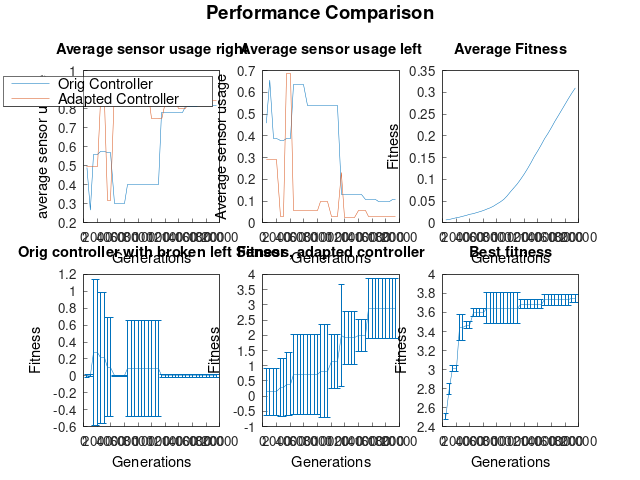 Performance Comparison
Average sensor usage right
Average sensor usage left
Average Fitness
Orig Controller
Adapted Controller
average sensor u
1
0.9
0.8
0.7
0.6
0.5
0.4
0.3
0.2
Generations
Average sensor usage
0.7
0.6
0.5
0.4
0.3
0.2
0.1
0
Generations
Fitness
0.35
0.3
0.25
0.2
0.15
0.1
0.05
0
Generations
Orig controller with broken left Sensor
Fitness, adapted controller
Best fitness
Fitness
1.2
1
0.8
0.6
0.4
0.2
0
-0.2
-0.4
-0.6
Generations
Fitness
4
3.5
3
2.5
2
1.5
1
0.5
0
-0.5
-1
Generations
Fitness
4
3.8
3.6
3.4
3.2
3
2.8
2.6
2.4
Generations